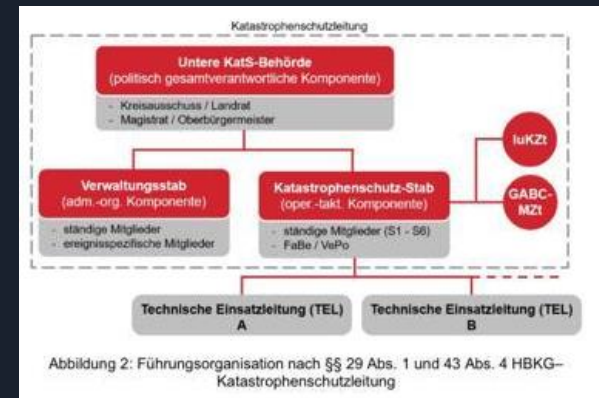 Katastrophenschutzleitung
Untere KatS-Behörde
(politisch gesamtverantwortliche Komponente)
- Kreisausschuss / Landrat
- Magistrat / Oberbürgermeister
IuKZt
GABC-
MZt
Verwaltungsstab
(adm.-org. Komponente)
- ständige Mitglieder
- ereignisspezifische Mitglieder
Katastrophenschutz-Stab
(oper.-takt. Komponente)
- ständige Mitglieder (S1 - S6)
- FaBe / VePo
Technische Einsatzleitung (TEL)
A
Technische Einsatzleitung (TEL)
B
Abbildung 2: Führungsorganisation nach §§ 29 Abs. 1 und 43 Abs. 4 HBKG–
Katastrophenschutzleitung